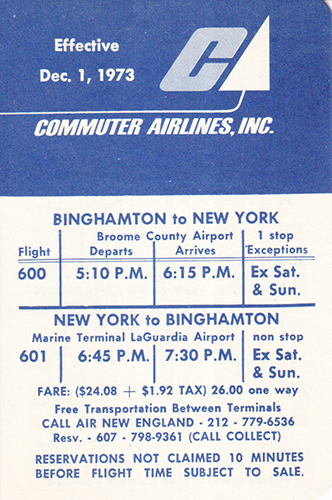 Effective
Dec. 1, 1973
CA
COMMUTER AIRLINES, INC.
BINGHAMTON to NEW YORK
Broome County Airport 1 stop
Flight Departs Arrives Exceptions
600 5:10 P.M. 6:15 P.M. Ex Sat.
& Sun.
NEW YORK to BINGHAMTON
Marine Terminal LaGuardia Airport non stop
601 6:45 P.M. 7:30 P.M. Ex Sat.
& Sun.
FARE: ($24.08 + $1.92 TAX) 26.00 one way
Free Transportation Between Terminals
CALL AIR NEW ENGLAND - 212 - 779-6536
Resv. - 607 - 798-9361 (CALL COLLECT)
RESERVATIONS NOT CLAIMED 10 MINUTES
BEFORE FLIGHT TIME SUBJECT TO SALE.